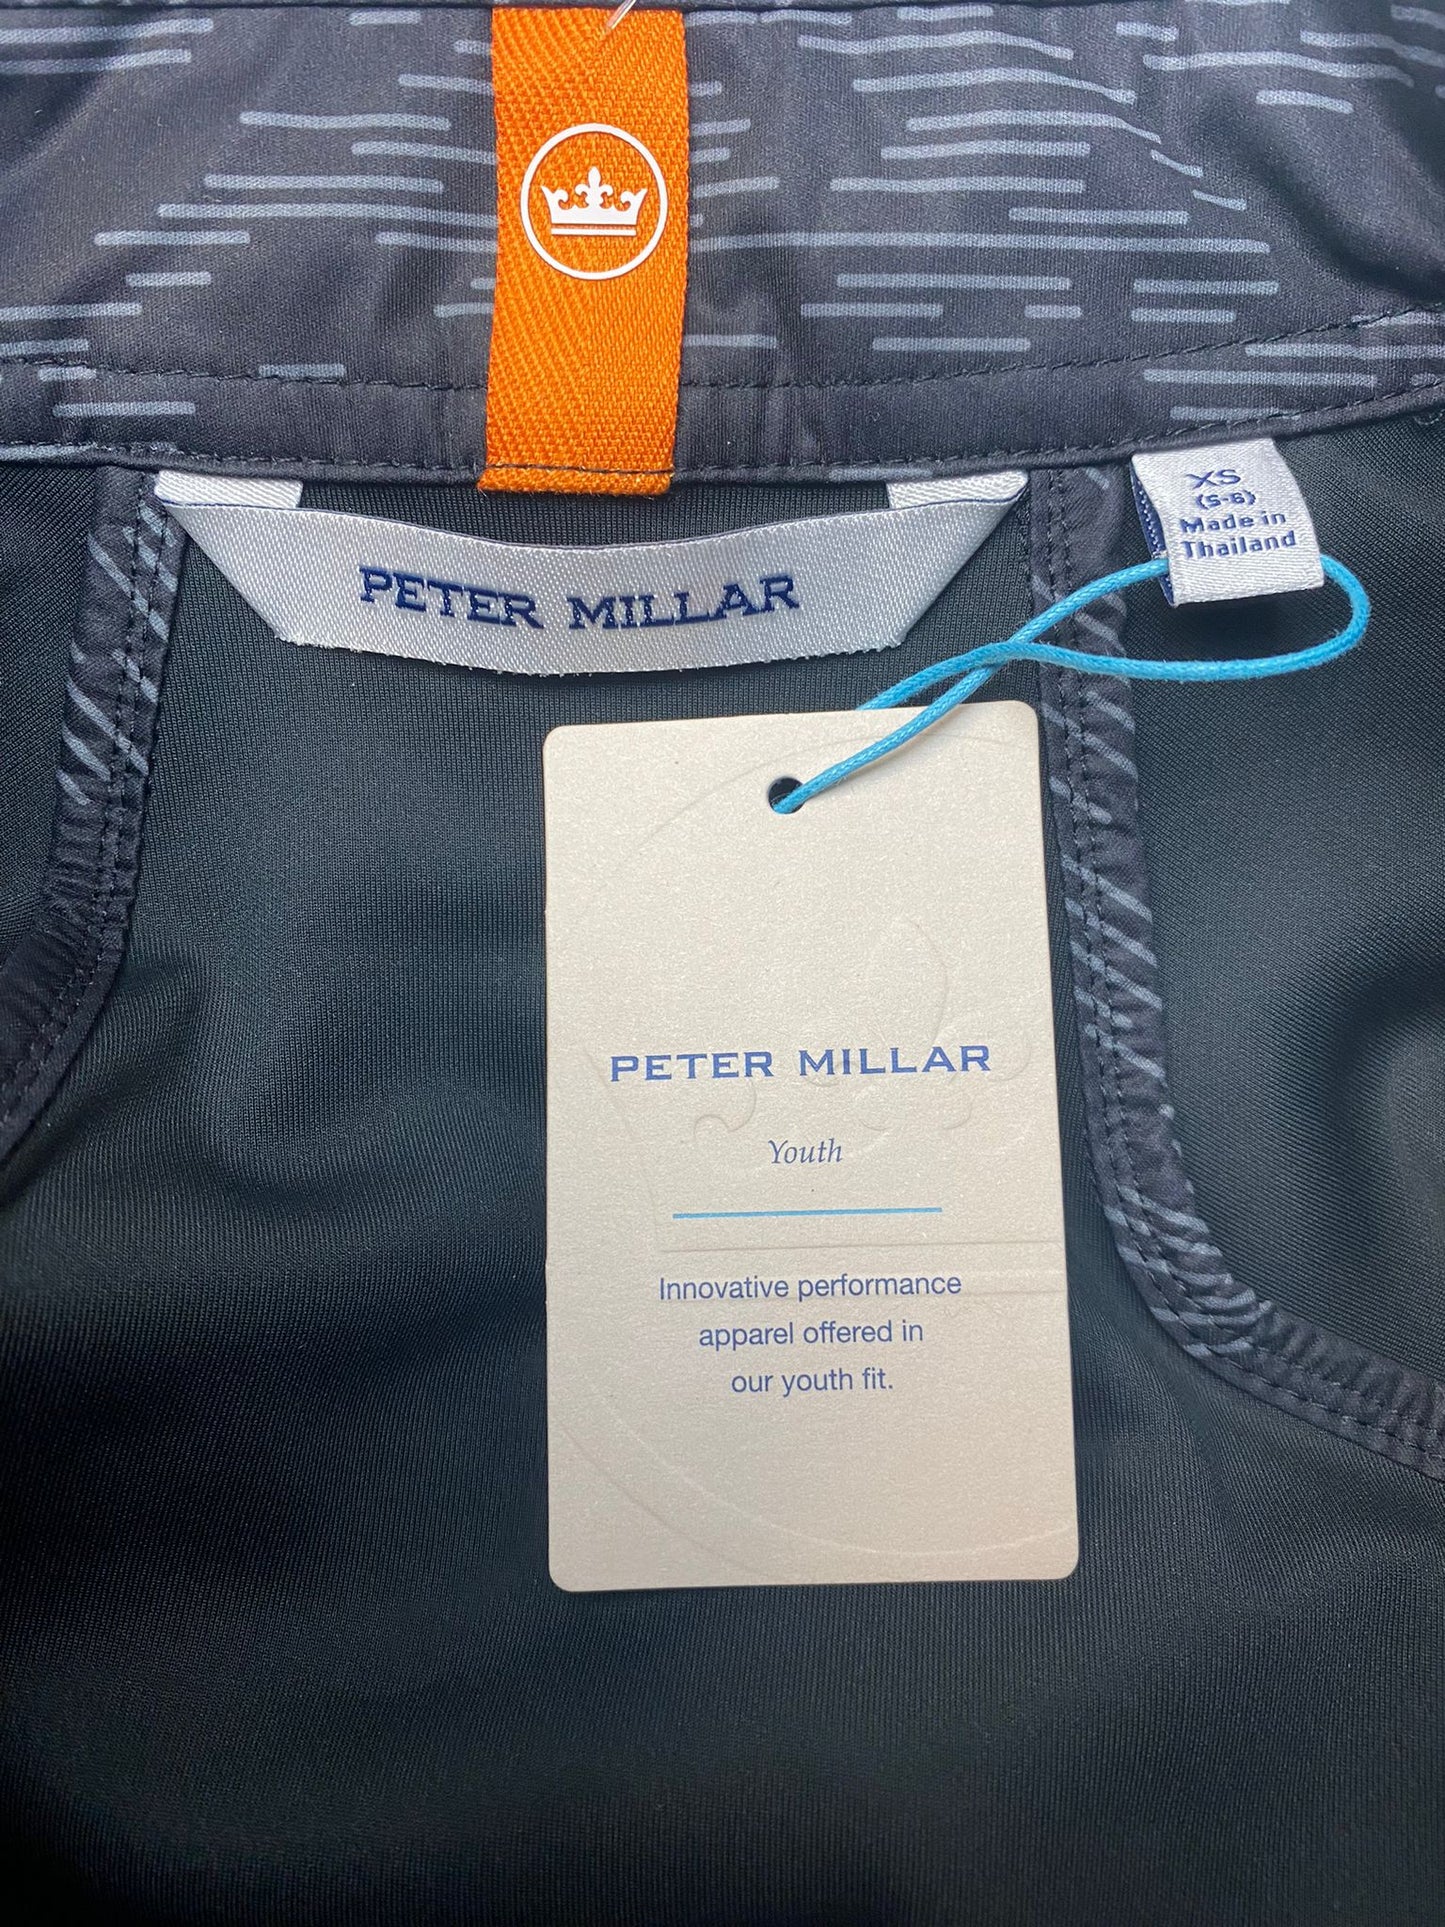 PETER MILLAR
XS
(5-6)
Made in
Thailand
PETER MILLAR
Youth
Innovative performance
apparel offered in
our youth fit.